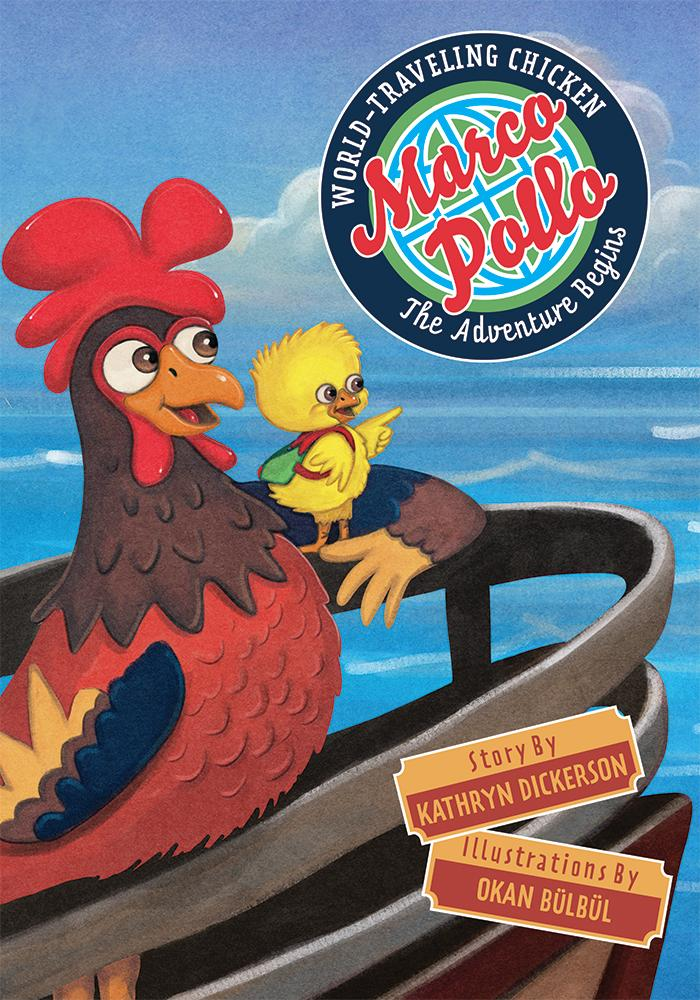 WORLD-TRAVELING CHICKEN
Marco
Pollo
The Adventure Begins
Story By
KATHRYN DICKERSON
Illustrations By
OKAN BÜLBÜL